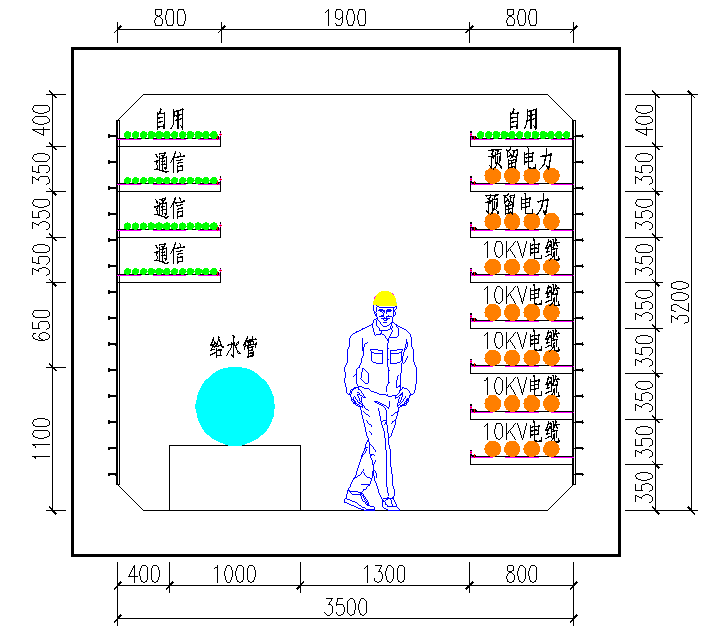 800 1900 800
400 自用 自用 400
350 通信 预留电力 350
350 通信 预留电力 350
350 通信 10KV电缆 350
650 10KV电缆 350 3200
给水管 10KV电缆 350
10KV电缆 350
1100 10KV电缆 350
350
400 1000 1300 800
3500